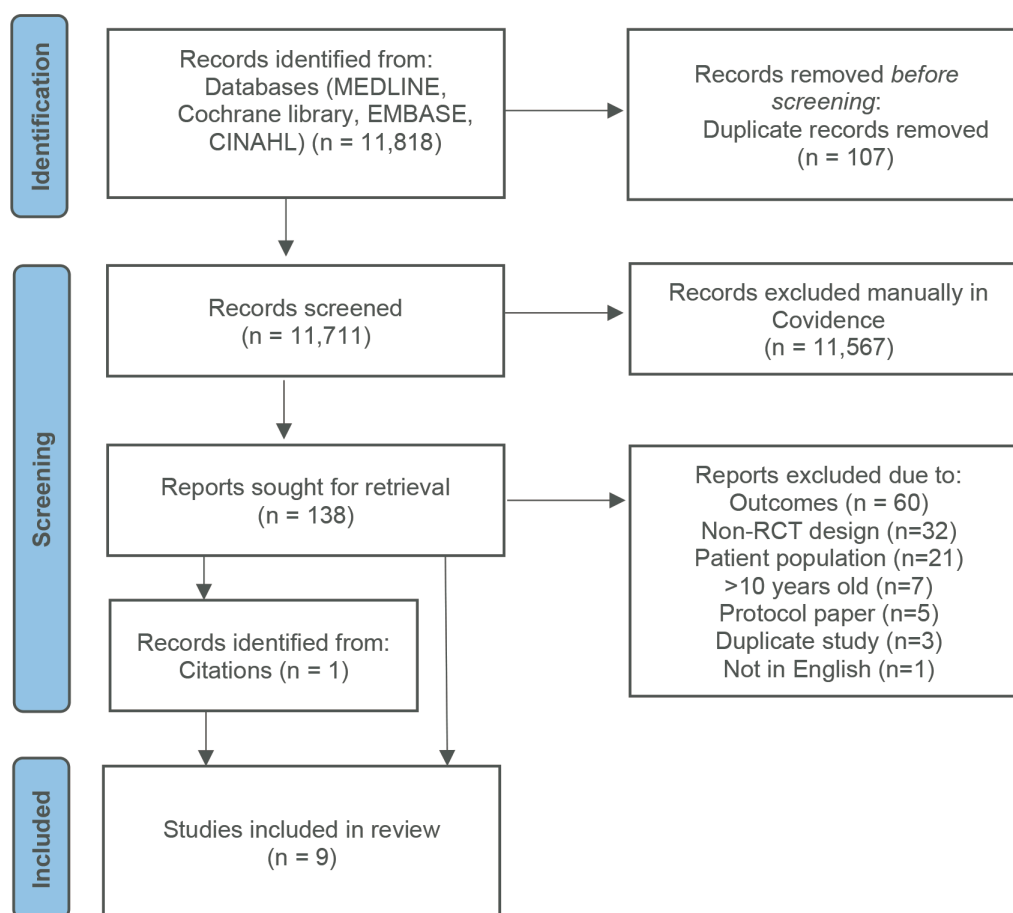 Identification
Records identified from:
Databases (MEDLINE,
Cochrane library, EMBASE,
CINAHL) (n = 11,818)
Records removed before
screening:
Duplicate records removed
(n = 107)
Screening
Records screened
(n = 11,711)
Records excluded manually in
Covidence
(n = 11,567)
Reports sought for retrieval
(n = 138)
Reports excluded due to:
Outcomes (n = 60)
Non-RCT design (n=32)
Patient population (n=21)
>10 years old (n=7)
Protocol paper (n=5)
Duplicate study (n=3)
Not in English (n=1)
Records identified from:
Citations (n = 1)
Included
Studies included in review
(n = 9)